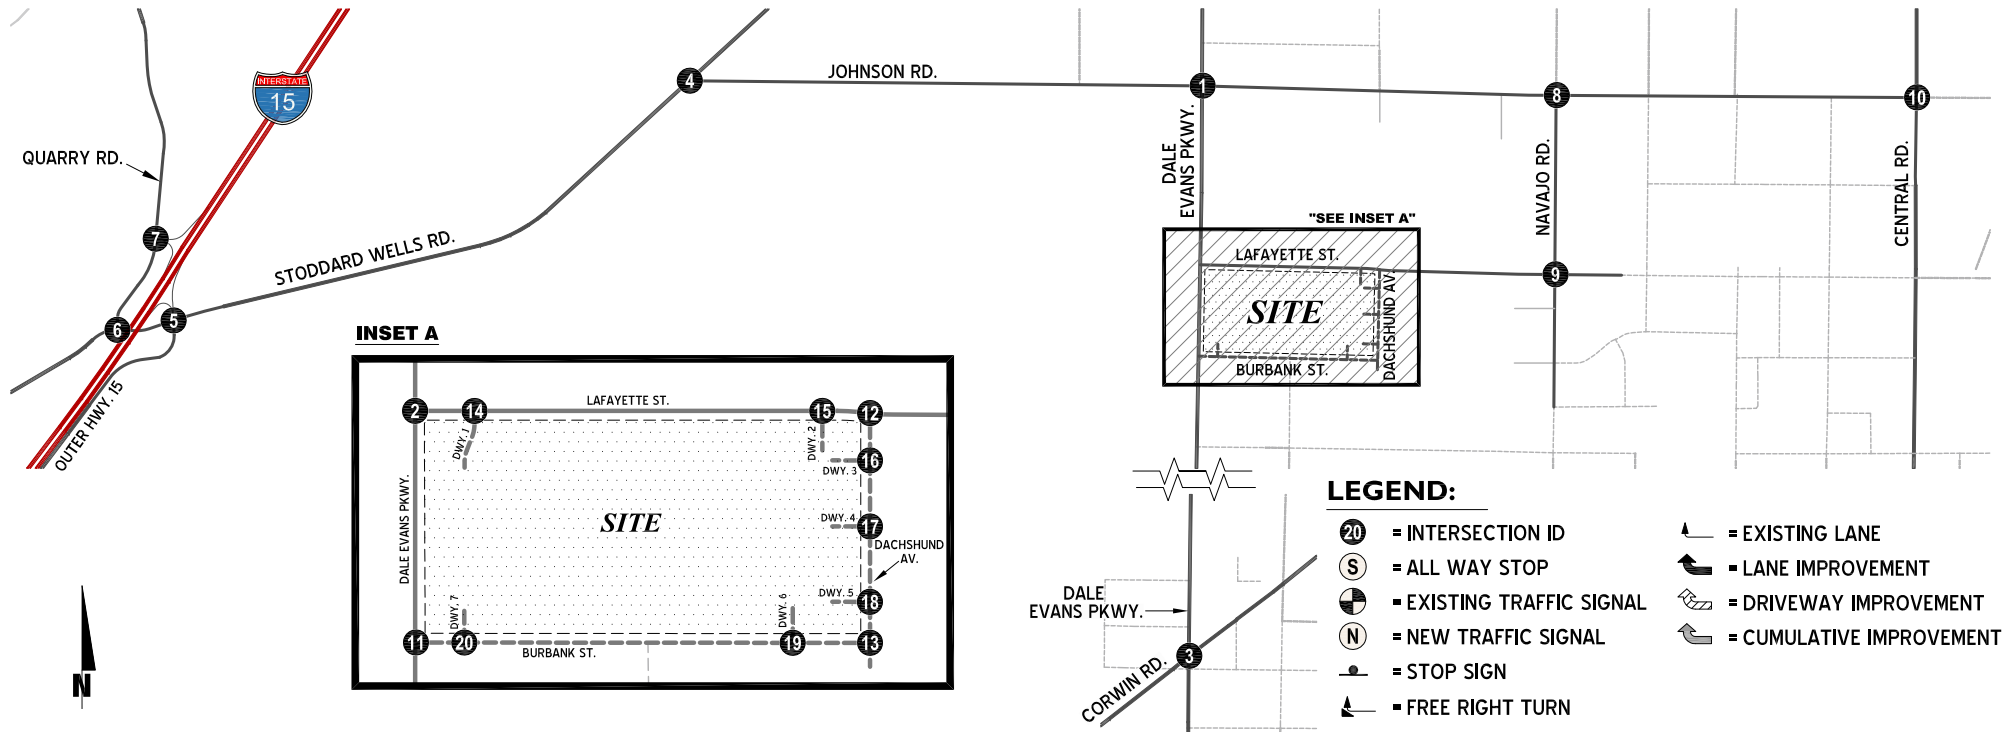 JOHNSON RD.
4
1
8
10
INTERSTATE
15
QUARRY RD.
DALE
EVANS PKWY.
NAVAJO RD.
CENTRAL RD.
7
STODDARD WELLS RD.
"SEE INSET A"
LAFAYETTE ST.
SITE
DACHSHUND AV.
BURBANK ST.
9
5
6
OUTER HWY. 15
INSET A
2
14
LAFAYETTE ST.
15
12
DWY. 1
DWY. 2
DWY. 3
16
DALE EVANS PKWY.
SITE
DWY. 4
17
DACHSHUND
AV.
DWY. 5
18
DWY. 7
DWY. 6
11
20
BURBANK ST.
19
13
N
DALE
EVANS PKWY.
3
CORWIN RD.
LEGEND:
20 = INTERSECTION ID
S = ALL WAY STOP
= EXISTING TRAFFIC SIGNAL
N = NEW TRAFFIC SIGNAL
= STOP SIGN
= FREE RIGHT TURN
= EXISTING LANE
= LANE IMPROVEMENT
= DRIVEWAY IMPROVEMENT
= CUMULATIVE IMPROVEMENT